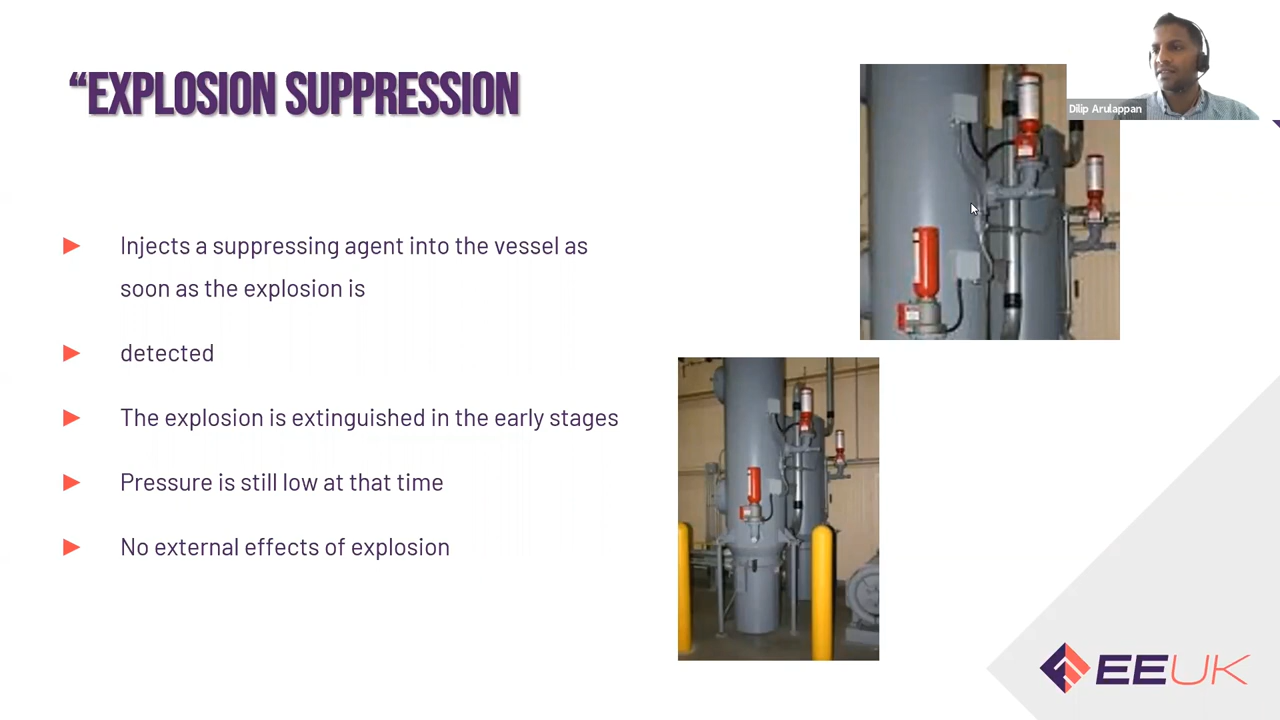 “EXPLOSION SUPPRESSION
Dilip Arulappan
Injects a suppressing agent into the vessel as
soon as the explosion is
detected
The explosion is extinguished in the early stages
Pressure is still low at that time
No external effects of explosion
EEUK